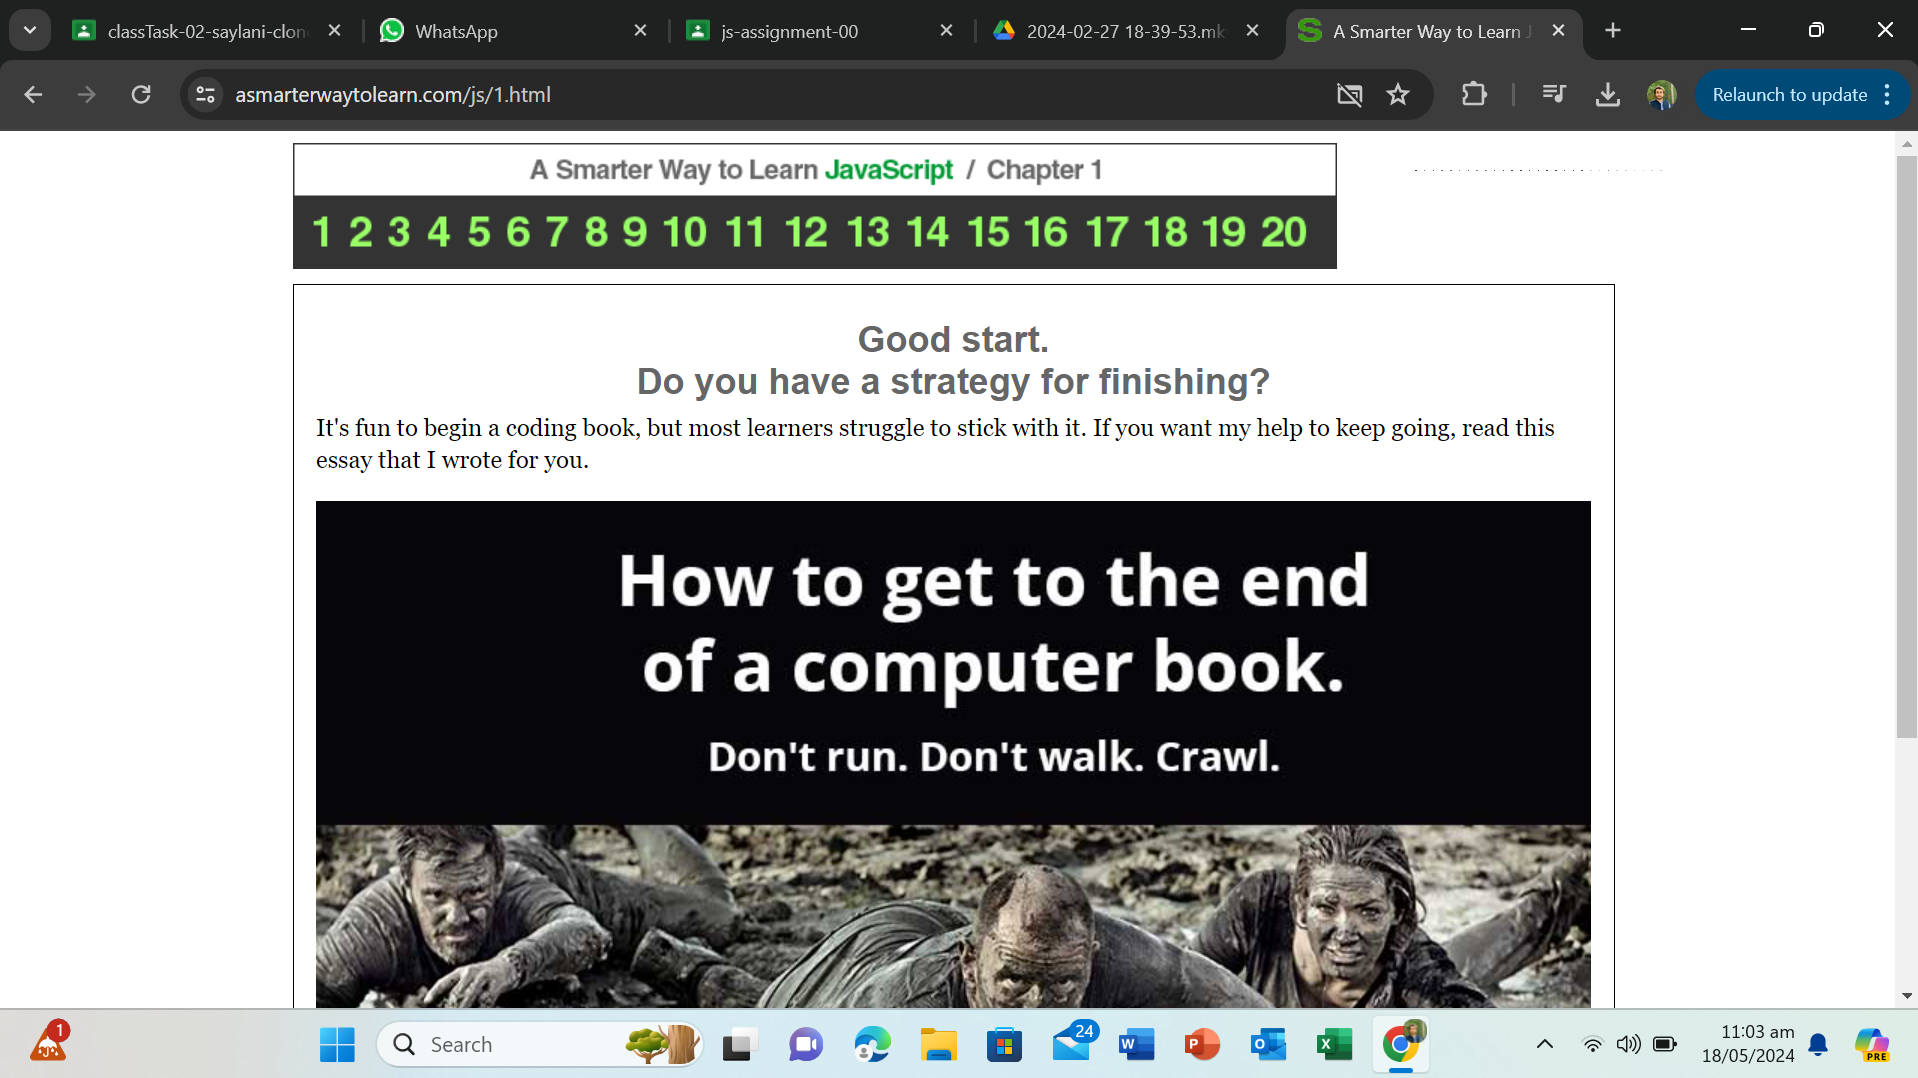 classTask-02-saylani-clon
WhatsApp
js-assignment-00
2024-02-27 18-39-53.mk
A Smarter Way to Learn J
asmarterwaytolearn.com/js/1.html
Relaunch to update
A Smarter Way to Learn JavaScript / Chapter 1
1 2 3 4 5 6 7 8 9 10 11 12 13 14 15 16 17 18 19 20
Good start.
Do you have a strategy for finishing?
It's fun to begin a coding book, but most learners struggle to stick with it. If you want my help to keep going, read this
essay that I wrote for you.
How to get to the end
of a computer book.
Don't run. Don't walk. Crawl.
1
Search
24
W
P
O
X
11:03 am
18/05/2024
PRE